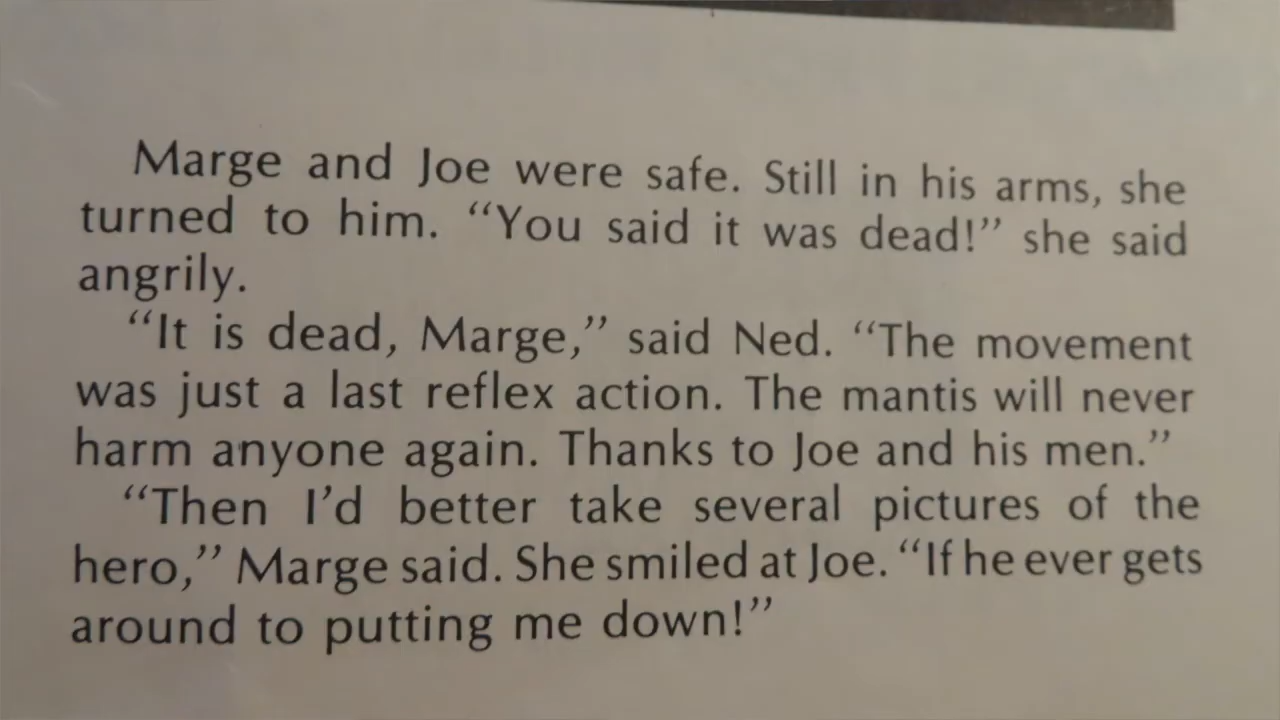 Marge and Joe were safe. Still in his arms, she
turned to him. “You said it was dead!” she said
angrily.
“It is dead, Marge,” said Ned. “The movement
was just a last reflex action. The mantis will never
harm anyone again. Thanks to Joe and his men.”
“Then I’d better take several pictures of the
hero,” Marge said. She smiled at Joe. “If he ever gets
around to putting me down!”